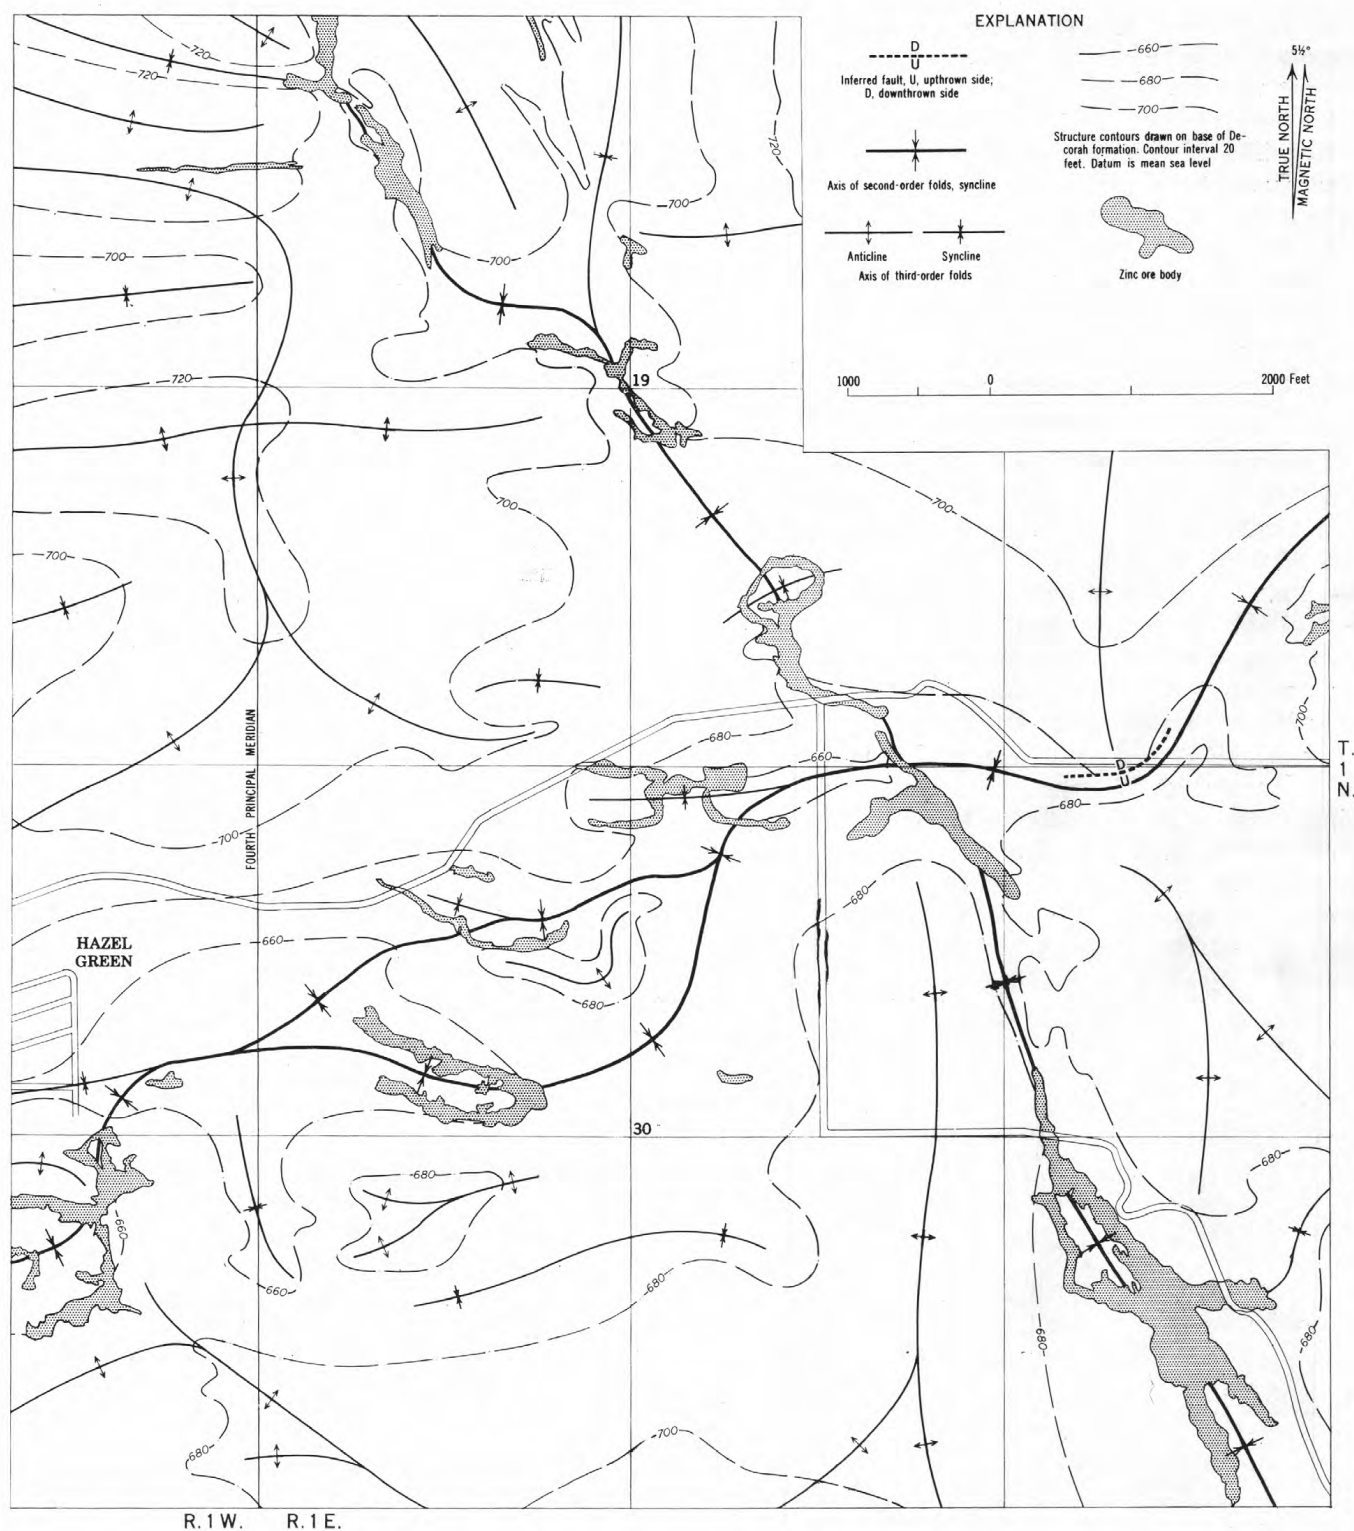 EXPLANATION
D
U
Inferred fault, U, upthrown side;
D, downthrown side
Axis of second-order folds, syncline
Anticline
Syncline
Axis of third-order folds
-660-
-680-
-700-
Structure contours drawn on base of De-
corah formation. Contour interval 20
feet. Datum is mean sea level
Zinc ore body
5½°
TRUE NORTH
MAGNETIC NORTH
1000
0
2000 Feet
-720-
-720-
-720-
-700-
-700-
-700-
-720-
19
-700-
-700-
-700-
-700-
FOURTH PRINCIPAL MERIDIAN
-680-
-660-
D
U
-680-
T.
1
N.
-700-
-680-
HAZEL
GREEN
-660-
-680-
30
-680-
-680-
-660-
-660-
-680-
-680-
-680-
-700-
-680-
R.1W.
R.1E.